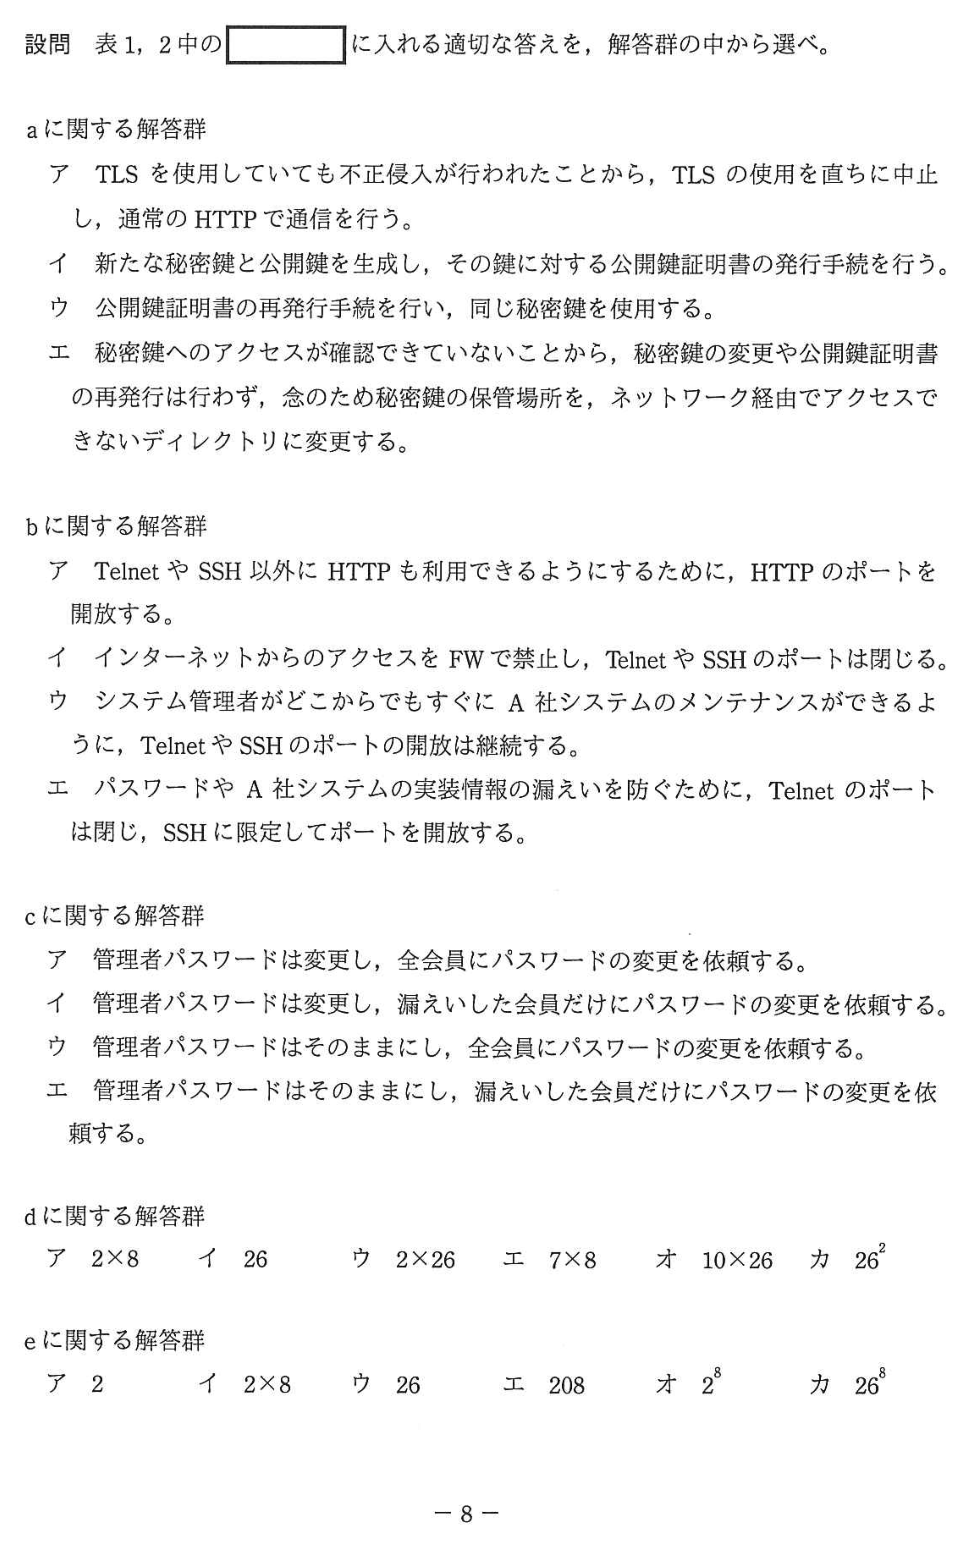 設問　表1，2中の　　　　　に入れる適切な答えを，解答群の中から選べ。
aに関する解答群
ア　TLS を使用していても不正侵入が行われたことから，TLS の使用を直ちに中止
し，通常の HTTP で通信を行う。
イ　新たな秘密鍵と公開鍵を生成し，その鍵に対する公開鍵証明書の発行手続を行う。
ウ　公開鍵証明書の再発行手続を行い，同じ秘密鍵を使用する。
エ　秘密鍵へのアクセスが確認できていないことから，秘密鍵の変更や公開鍵証明書
の再発行は行わず，念のため秘密鍵の保管場所を，ネットワーク経由でアクセスで
きないディレクトリに変更する。
bに関する解答群
ア　Telnet や SSH 以外に HTTP も利用できるようにするために，HTTP のポートを
開放する。
イ　インターネットからのアクセスを FW で禁止し，Telnet や SSH のポートは閉じる。
ウ　システム管理者がどこからでもすぐに A 社システムのメンテナンスができるよ
うに，Telnet や SSH のポートの開放は継続する。
エ　パスワードや A 社システムの実装情報の漏えいを防ぐために，Telnet のポート
は閉じ，SSH に限定してポートを開放する。
cに関する解答群
ア　管理者パスワードは変更し，全会員にパスワードの変更を依頼する。
イ　管理者パスワードは変更し，漏えいした会員だけにパスワードの変更を依頼する。
ウ　管理者パスワードはそのままにし，全会員にパスワードの変更を依頼する。
エ　管理者パスワードはそのままにし，漏えいした会員だけにパスワードの変更を依
頼する。
dに関する解答群
ア　2×8　イ　26　ウ　2×26　エ　7×8　オ　10×26　カ　26²
eに関する解答群
ア　2　イ　2×8　ウ　26　エ　208　オ　2⁸　カ　26⁸
－ 8 －